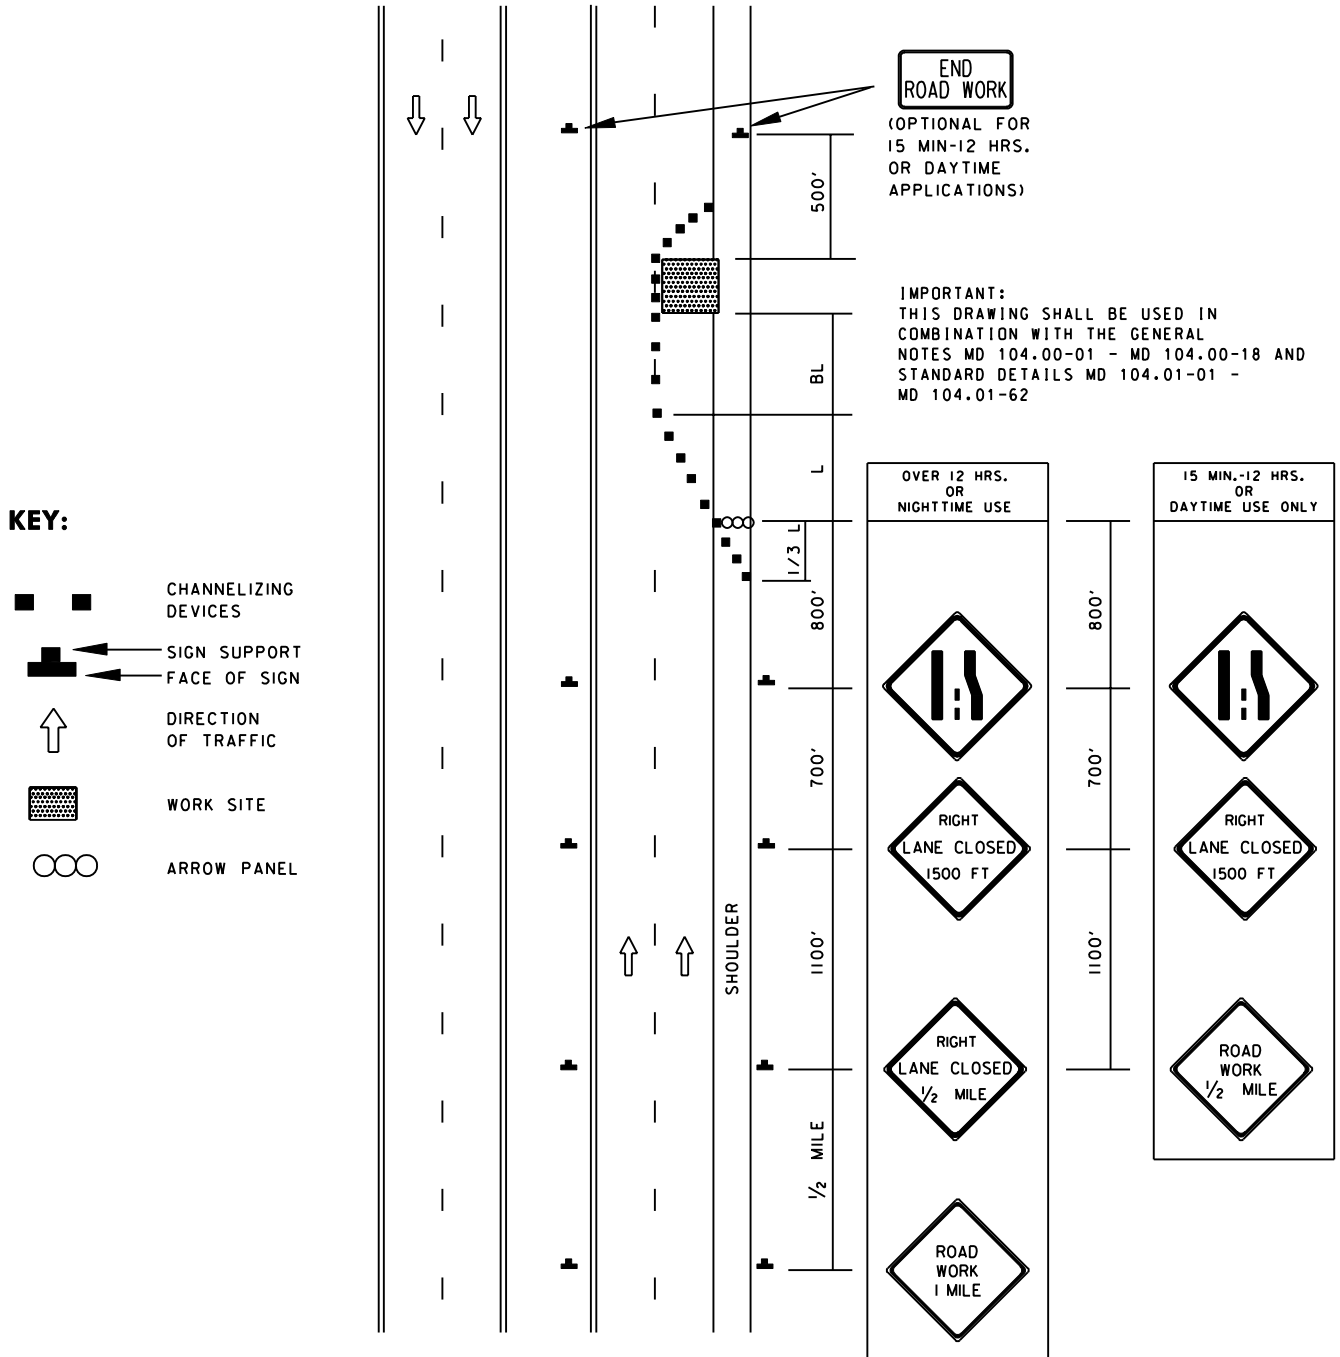 END
ROAD WORK
(OPTIONAL FOR
15 MIN-12 HRS.
OR DAYTIME
APPLICATIONS)
500'
IMPORTANT:
THIS DRAWING SHALL BE USED IN
COMBINATION WITH THE GENERAL
NOTES MD 104.00-01 - MD 104.00-18 AND
STANDARD DETAILS MD 104.01-01 -
MD 104.01-62
BL
L
1/3 L
800'
700'
1100'
1/2 MILE
SHOULDER
KEY:
CHANNELIZING
DEVICES
SIGN SUPPORT
FACE OF SIGN
DIRECTION
OF TRAFFIC
WORK SITE
ARROW PANEL
OVER 12 HRS.
OR
NIGHTTIME USE
RIGHT
LANE CLOSED
1500 FT
RIGHT
LANE CLOSED
1/2 MILE
ROAD
WORK
1 MILE
800'
700'
1100'
15 MIN.-12 HRS.
OR
DAYTIME USE ONLY
RIGHT
LANE CLOSED
1500 FT
ROAD
WORK
1/2 MILE